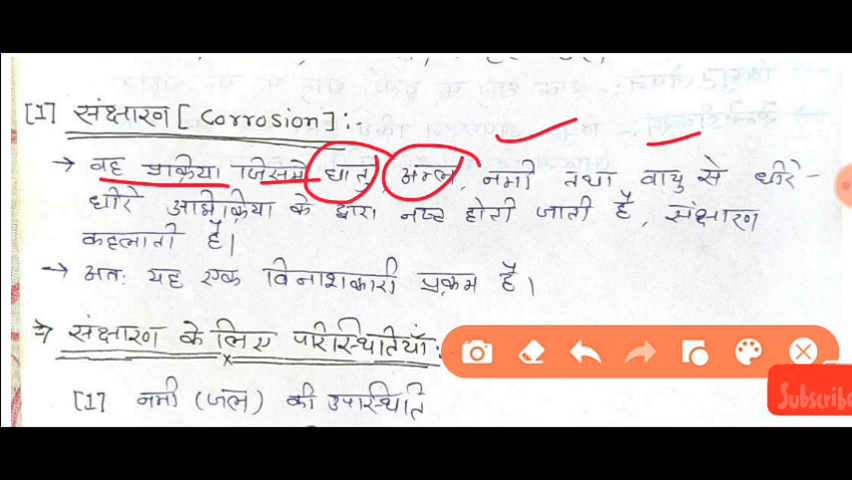 [1] संक्षारण [Corrosion] :-
→ वह प्रक्रिया जिसमे धातु, अम्ल, नमी तथा वायु से धीरे -
धीरे अभिक्रिया के द्वारा नष्ट होती जाती है, संक्षारण
कहलाती है।
→ अतः यह एक विनाशकारी प्रक्रम है।
⇒ संक्षारण के लिए परिस्थितियाँ :
[1] नमी (जल) की उपास्थिति
Subscribe